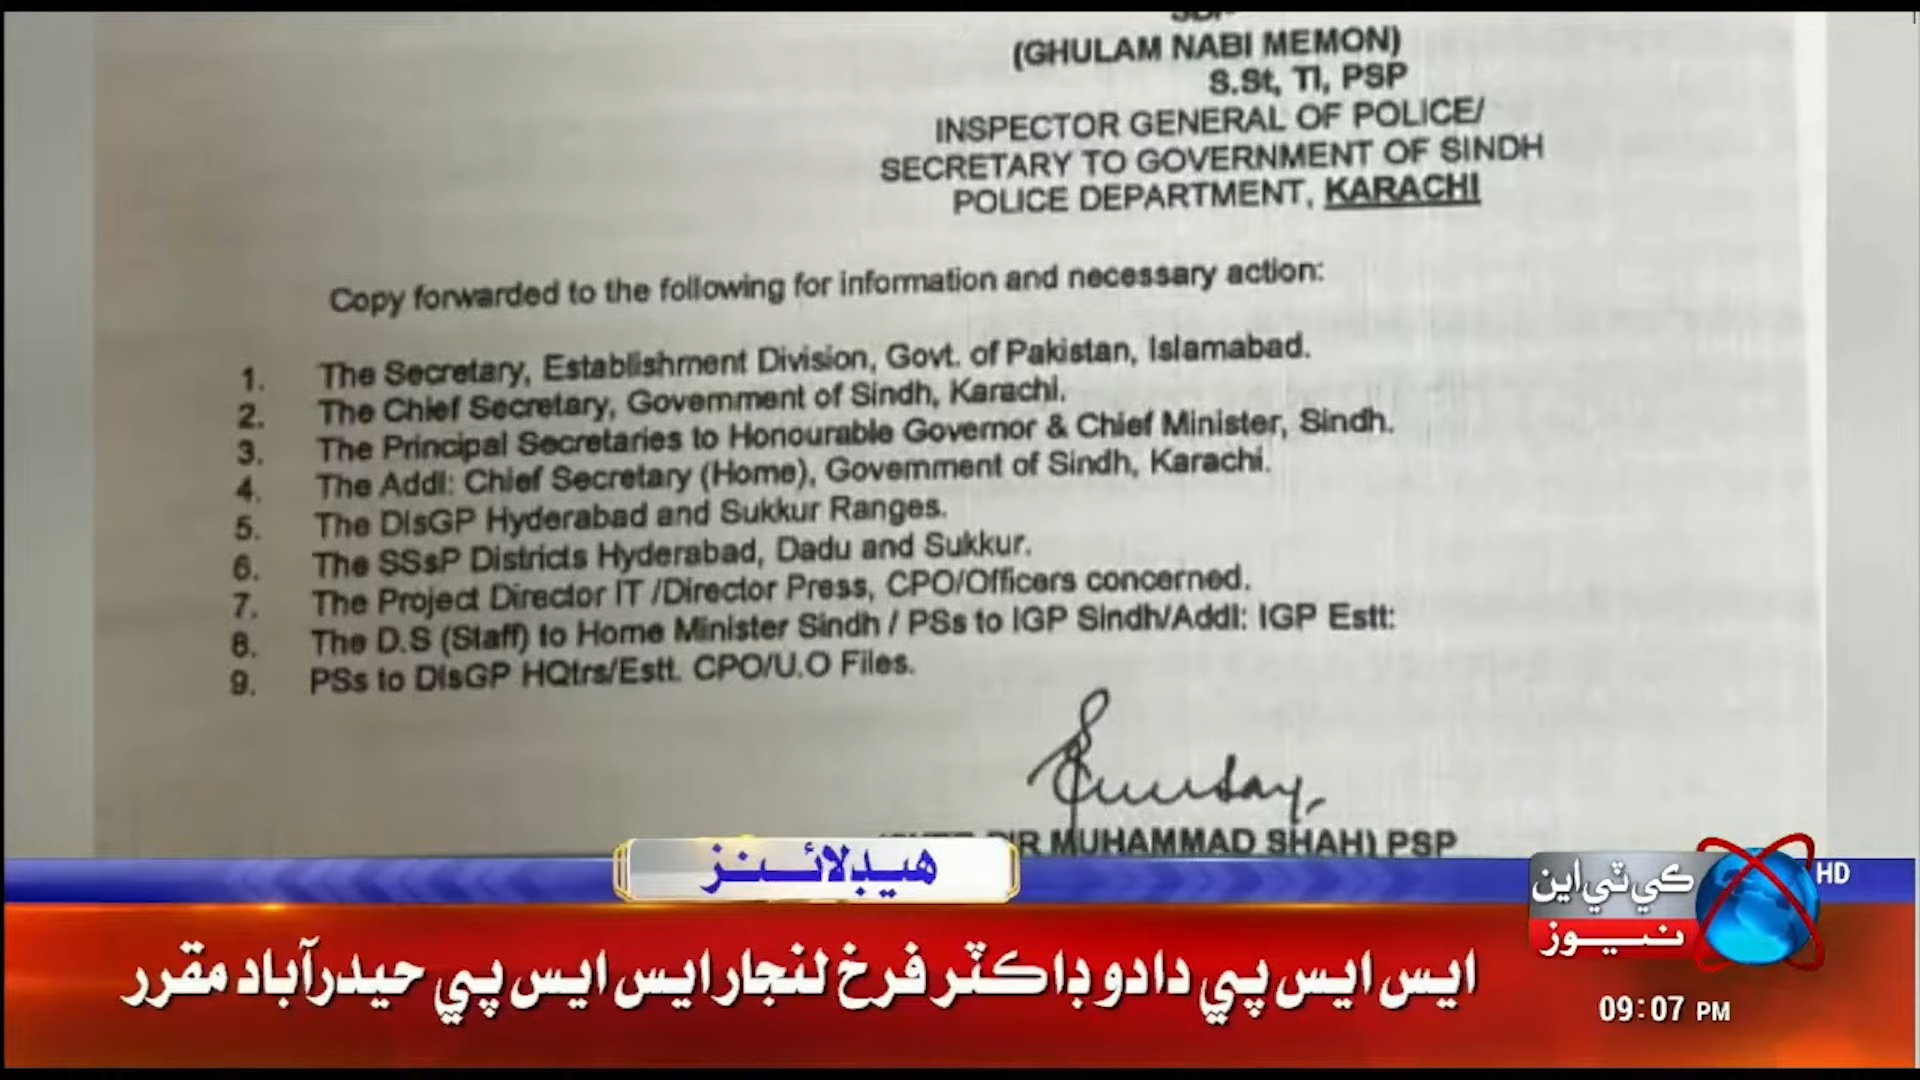 (GHULAM NABI MEMON)
S.St, TI, PSP
INSPECTOR GENERAL OF POLICE/
SECRETARY TO GOVERNMENT OF SINDH
POLICE DEPARTMENT, KARACHI
Copy forwarded to the following for information and necessary action:
1. The Secretary, Establishment Division, Govt. of Pakistan, Islamabad.
2. The Chief Secretary, Government of Sindh, Karachi.
3. The Principal Secretaries to Honourable Governor & Chief Minister, Sindh.
4. The Addl: Chief Secretary (Home), Government of Sindh, Karachi.
5. The DIsGP Hyderabad and Sukkur Ranges.
6. The SSsP Districts Hyderabad, Dadu and Sukkur.
7. The Project Director IT /Director Press, CPO/Officers concerned.
8. The D.S (Staff) to Home Minister Sindh / PSs to IGP Sindh/Addl: IGP Estt:
9. PSs to DIsGP HQtrs/Estt. CPO/U.O Files.
MUHAMMAD SHAH) PSP
هيڊلائنز
ڪي ٽي اين
نيوز
HD
ايس ايس پي دادو ڊاڪٽر فرخ لنجار ايس ايس پي حيدرآباد مقرر
09:07 PM